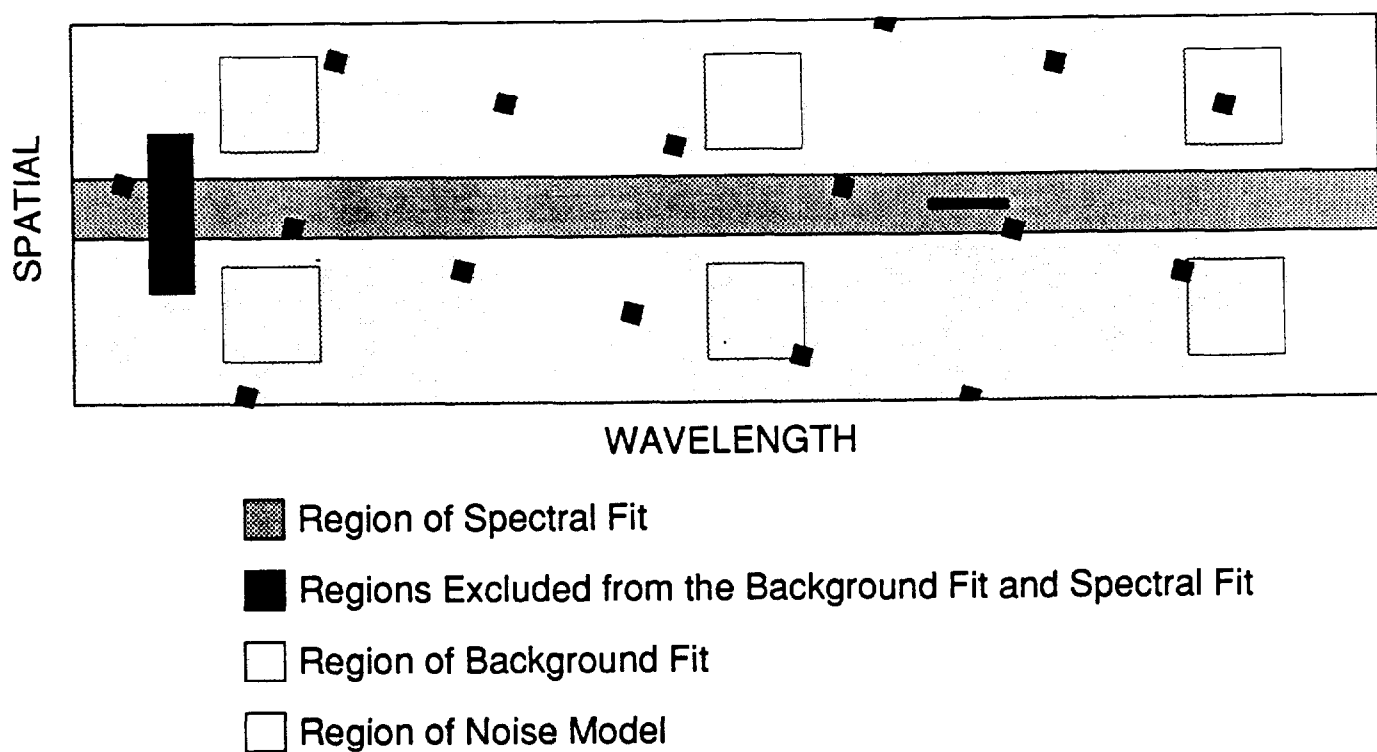 SPATIAL
WAVELENGTH
Region of Spectral Fit
Regions Excluded from the Background Fit and Spectral Fit
Region of Background Fit
Region of Noise Model